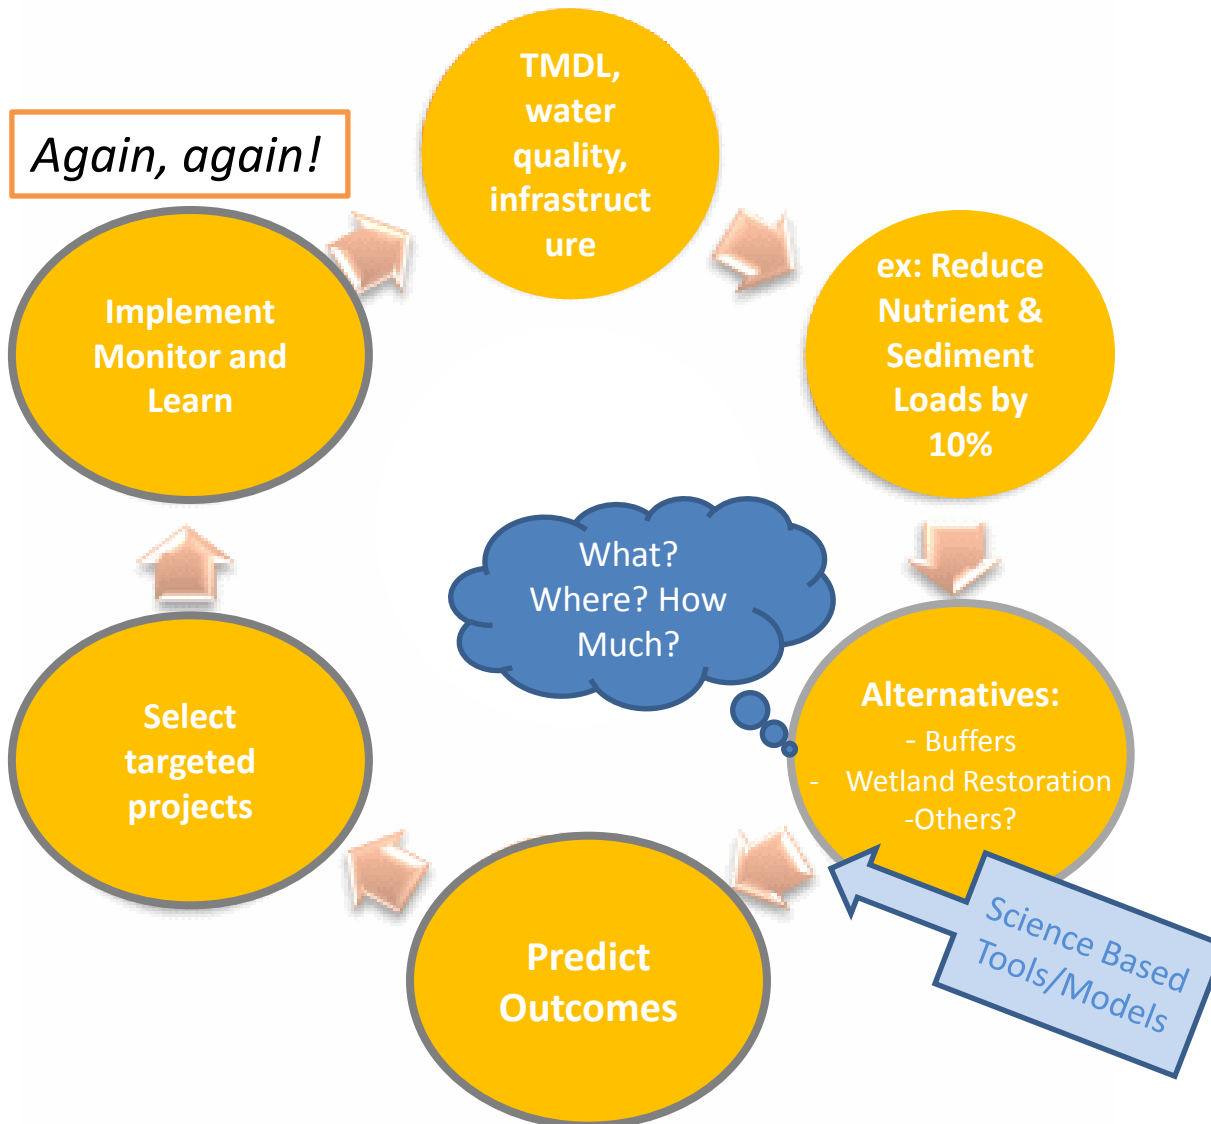 TMDL,
water
quality,
infrastruct
ure
Again, again!
ex: Reduce
Nutrient &
Sediment
Loads by
10%
Implement
Monitor and
Learn
What?
Where? How
Much?
Alternatives:
- Buffers
- Wetland Restoration
-Others?
Select
targeted
projects
Science Based
Tools/Models
Predict
Outcomes